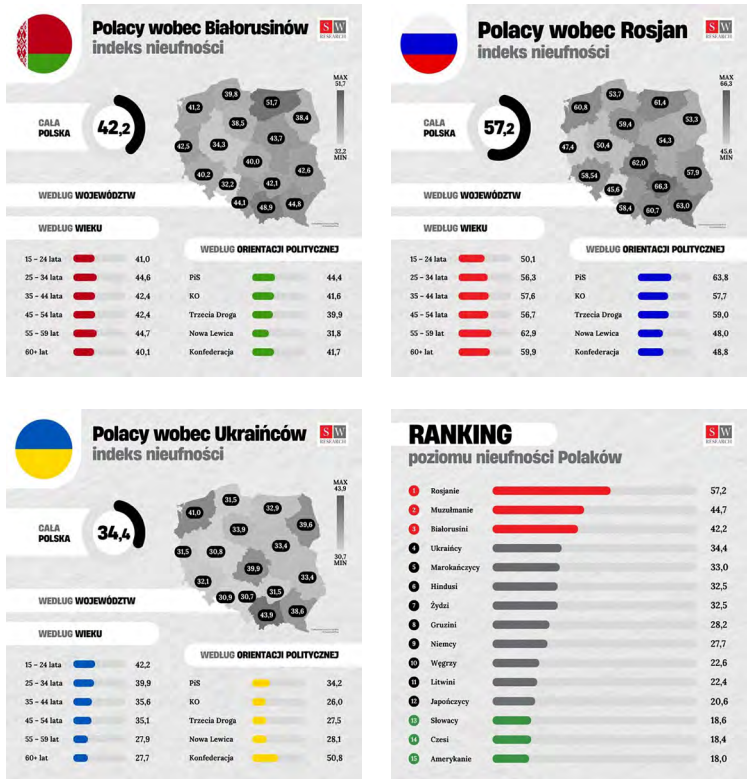 Polacy wobec Białorusinów
indeks nieufności
SW
RESEARCH
CAŁA
POLSKA
42,2
MAX
51,7
32,2
MIN
41,2
39,8
51,7
38,4
38,5
43,7
42,5
34,3
40,0
42,6
40,2
32,2
42,1
44,1
48,9
44,8
WEDŁUG WOJEWÓDZTW
WEDŁUG WIEKU
15 – 24 lata 41,0
25 – 34 lata 44,6
35 – 44 lata 42,4
45 – 54 lata 42,4
55 – 59 lat 44,7
60+ lat 40,1
WEDŁUG ORIENTACJI POLITYCZNEJ
PiS 44,4
KO 41,6
Trzecia Droga 39,9
Nowa Lewica 31,8
Konfederacja 41,7
Polacy wobec Rosjan
indeks nieufności
SW
RESEARCH
CAŁA
POLSKA
57,2
MAX
66,3
45,6
MIN
60,8
53,7
61,4
53,3
59,4
54,3
47,4
50,4
62,0
57,9
58,54
45,6
66,3
58,4
60,7
63,0
WEDŁUG WOJEWÓDZTW
WEDŁUG WIEKU
15 – 24 lata 50,1
25 – 34 lata 56,3
35 – 44 lata 57,6
45 – 54 lata 56,7
55 – 59 lat 62,9
60+ lat 59,9
WEDŁUG ORIENTACJI POLITYCZNEJ
PiS 63,8
KO 57,7
Trzecia Droga 59,0
Nowa Lewica 48,0
Konfederacja 48,8
Polacy wobec Ukraińców
indeks nieufności
SW
RESEARCH
CAŁA
POLSKA
34,4
MAX
43,9
30,7
MIN
41,0
31,5
32,9
39,6
33,9
33,4
31,5
30,8
39,9
33,4
32,1
30,9
30,7
31,5
43,9
38,6
WEDŁUG WOJEWÓDZTW
WEDŁUG WIEKU
15 – 24 lata 42,2
25 – 34 lata 39,9
35 – 44 lata 35,6
45 – 54 lata 35,1
55 – 59 lat 27,9
60+ lat 27,7
WEDŁUG ORIENTACJI POLITYCZNEJ
PiS 34,2
KO 26,0
Trzecia Droga 27,5
Nowa Lewica 28,1
Konfederacja 50,8
RANKING
poziomu nieufności Polaków
SW
RESEARCH
1 Rosjanie 57,2
2 Muzułmanie 44,7
3 Białorusini 42,2
4 Ukraińcy 34,4
5 Marokańczycy 33,0
6 Hindusi 32,5
7 Żydzi 32,5
8 Gruzini 28,2
9 Niemcy 27,7
10 Węgrzy 22,6
11 Litwini 22,4
12 Japończycy 20,6
13 Słowacy 18,6
14 Czesi 18,4
15 Amerykanie 18,0